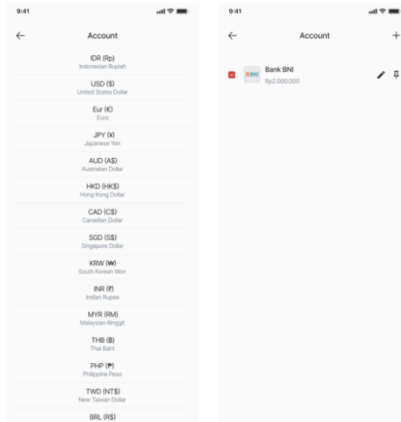 9:41
Account
IDR (Rp)
Indonesian Rupiah
USD ($)
United States Dollar
Eur (€)
Euro
JPY (¥)
Japanese Yen
AUD (A$)
Australian Dollar
HKD (HK$)
Hong Kong Dollar
CAD (C$)
Canadian Dollar
SGD (S$)
Singapore Dollar
KRW (₩)
South Korean Won
INR (₹)
Indian Rupee
MYR (RM)
Malaysian Ringgit
THB (฿)
Thai Baht
PHP (₱)
Philippine Peso
TWD (NT$)
New Taiwan Dollar
BRL (R$)
9:41
Account
BNI
Bank BNI
Rp2.000.000